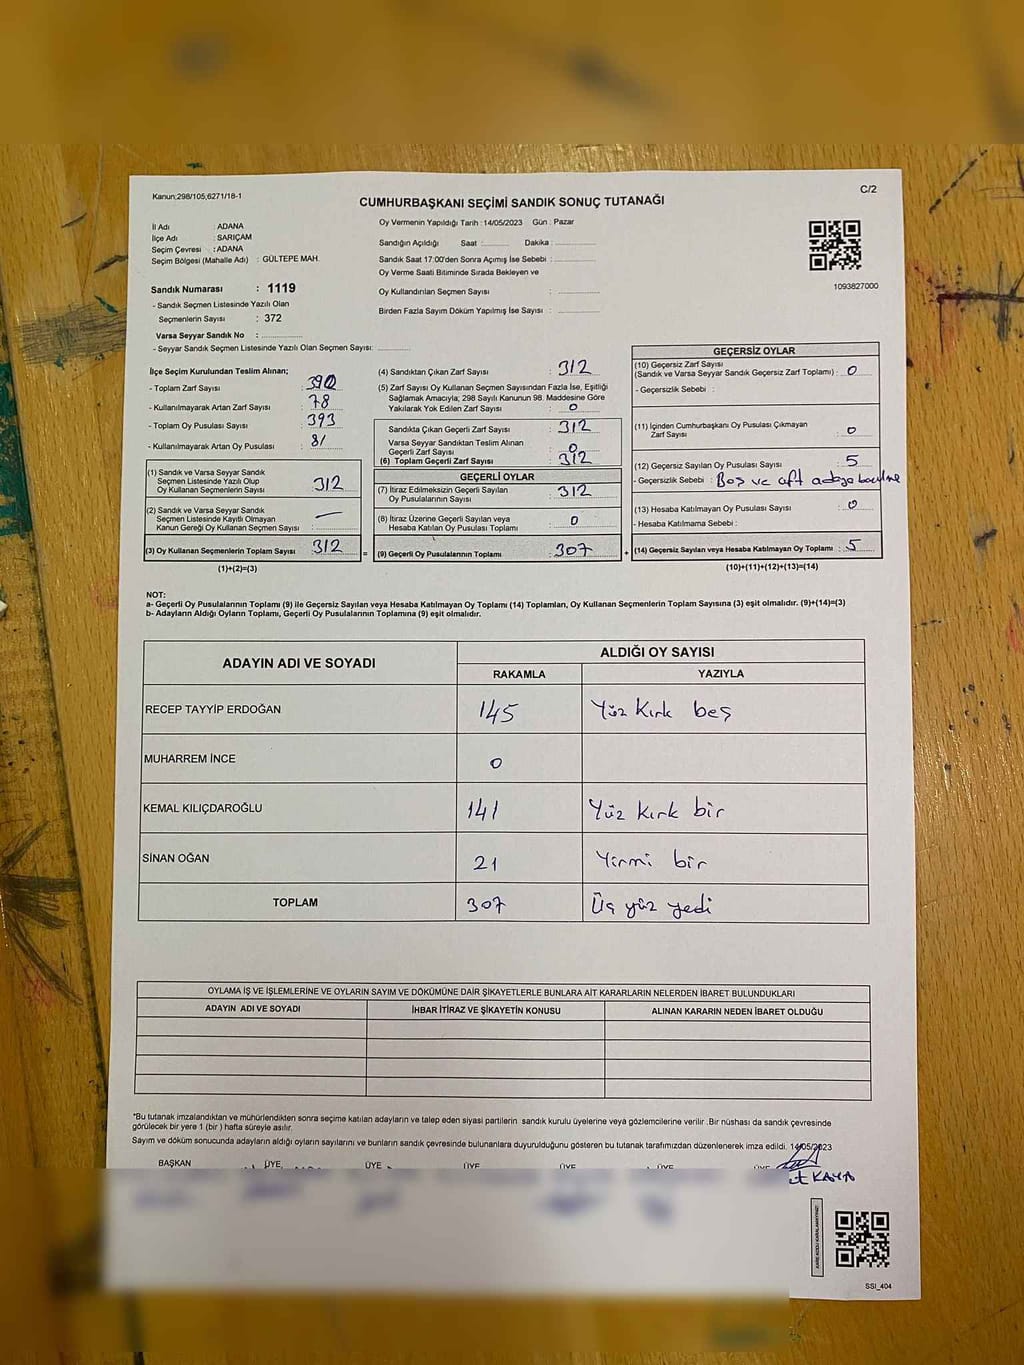 Kanun;298/105;6271/18-1
C/2
CUMHURBAŞKANI SEÇİMİ SANDIK SONUÇ TUTANAĞI
İl Adı : ADANA
İlçe Adı : SARIÇAM
Seçim Çevresi : ADANA
Seçim Bölgesi (Mahalle Adı) : GÜLTEPE MAH.
Sandık Numarası : 1119
- Sandık Seçmen Listesinde Yazılı Olan
Seçmenlerin Sayısı : 372
Varsa Seyyar Sandık No :
- Seyyar Sandık Seçmen Listesinde Yazılı Olan Seçmen Sayısı:
Oy Vermenin Yapıldığı Tarih : 14/05/2023 Gün : Pazar
Sandığın Açıldığı Saat : Dakika :
Sandık Saat 17:00'den Sonra Açımış İse Sebebi :
Oy Verme Saati Bitiminde Sırada Bekleyen ve
Oy Kullandırılan Seçmen Sayısı :
Birden Fazla Sayım Döküm Yapılmış İse Sayısı :
1093827000
İlçe Seçim Kurulundan Teslim Alınan;
- Toplam Zarf Sayısı : 390
- Kullanılmayarak Artan Zarf Sayısı : 78
- Toplam Oy Pusulası Sayısı : 393
- Kullanılmayarak Artan Oy Pusulası : 81
(1) Sandık ve Varsa Seyyar Sandık
Seçmen Listesinde Yazılı Olup
Oy Kullanan Seçmenlerin Sayısı : 312
(2) Sandık ve Varsa Seyyar Sandık
Seçmen Listesinde Kayıtlı Olmayan
Kanun Gereği Oy Kullanan Seçmen Sayısı : —
(3) Oy Kullanan Seçmenlerin Toplam Sayısı : 312 =
(1)+(2)=(3)
(4) Sandıktan Çıkan Zarf Sayısı : 312
(5) Zarf Sayısı Oy Kullanan Seçmen Sayısından Fazla İse, Eşitliği
Sağlamak Amacıyla; 298 Sayılı Kanunun 98. Maddesine Göre
Yakılarak Yok Edilen Zarf Sayısı : 0
Sandıkta Çıkan Geçerli Zarf Sayısı : 312
Varsa Seyyar Sandıktan Teslim Alınan
Geçerli Zarf Sayısı : 0
(6) Toplam Geçerli Zarf Sayısı : 312
GEÇERLİ OYLAR
(7) İtiraz Edilmeksizin Geçerli Sayılan
Oy Pusulalarının Sayısı : 312
(8) İtiraz Üzerine Geçerli Sayılan veya
Hesaba Katılan Oy Pusulası Sayısı : 0
(9) Geçerli Oy Pusulalarının Toplamı : 307 +
GEÇERSİZ OYLAR
(10) Geçersiz Zarf Sayısı
(Sandık ve Varsa Seyyar Sandık Geçersiz Zarf Toplamı) : 0
- Geçersizlik Sebebi :
(11) İçinden Cumhurbaşkanı Oy Pusulası Çıkmayan
Zarf Sayısı : 0
(12) Geçersiz Sayılan Oy Pusulası Sayısı : 5
- Geçersizlik Sebebi : Boş ve çift adaya
(13) Hesaba Katılmayan Oy Pusulası Sayısı : 0
- Hesaba Katılmama Sebebi :
(14) Geçersiz Sayılan veya Hesaba Katılmayan Oy Toplamı : 5
(10)+(11)+(12)+(13)=(14)
NOT:
a- Geçerli Oy Pusulalarının Toplamı (9) ile Geçersiz Sayılan veya Hesaba Katılmayan Oy Toplamı (14) Toplamları, Oy Kullanan Seçmenlerin Toplam Sayısına (3) eşit olmalıdır. (9)+(14)=(3)
b- Adayların Aldığı Oyların Toplamı, Geçerli Oy Pusulalarının Toplamına (9) eşit olmalıdır.
ADAYIN ADI VE SOYADI
ALDIĞI OY SAYISI
RAKAMLA YAZIYLA
RECEP TAYYİP ERDOĞAN 145 Yüz Kırk beş
MUHARREM İNCE 0
KEMAL KILIÇDAROĞLU 141 Yüz Kırk bir
SİNAN OĞAN 21 Yirmi bir
TOPLAM 307 Üç yüz yedi
OYLAMA İŞ VE İŞLEMLERİNE VE OYLARIN SAYIM VE DÖKÜMÜNE DAİR ŞİKAYETLERLE BUNLARA AİT KARARLARIN NELERDEN İBARET BULUNDUKLARI
ADAYIN ADI VE SOYADI İHBAR İTİRAZ VE ŞİKAYETİN KONUSU ALINAN KARARIN NEDEN İBARET OLDUĞU
*Bu tutanak imzalandıktan ve mühürlendikten sonra seçime katılan adayların ve talep eden siyasi partilerin sandık kurulu üyelerine veya gözlemcilerine verilir. Bir nüshası da sandık çevresinde
görülecek bir yere 1 (bir) hafta süreyle asılır.
Sayım ve döküm sonucunda adayların aldığı oyların sayılarını ve bunların sandık çevresinde bulunanlara duyurulduğunu gösteren bu tutanak tarafımızdan düzenlenerek imza edildi. 14/05/2023
BAŞKAN ÜYE ÜYE ÜYE ÜYE ÜYE ÜYE
KAYA
SSI_404